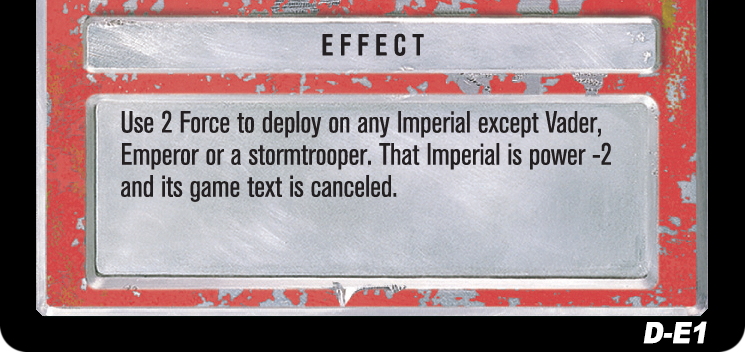 EFFECT
Use 2 Force to deploy on any Imperial except Vader,
Emperor or a stormtrooper. That Imperial is power -2
and its game text is canceled.
D-E1